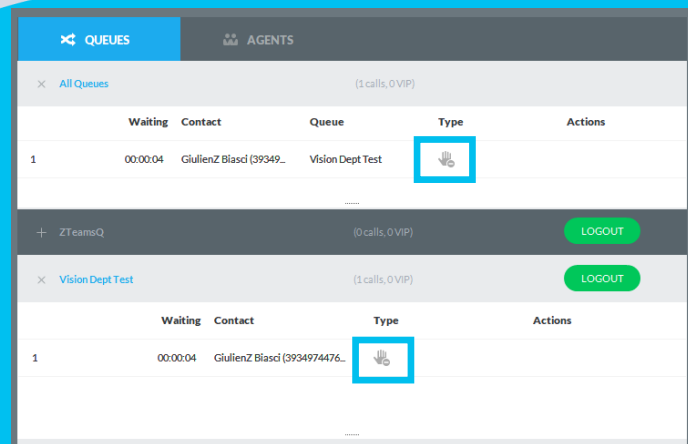 QUEUES AGENTS
All Queues (1 calls, 0 VIP)
Waiting Contact Queue Type Actions
1 00:00:04 GiulienZ Biasci (39349... Vision Dept Test
......
ZTeamsQ (0 calls, 0 VIP) LOGOUT
Vision Dept Test (1 calls, 0 VIP) LOGOUT
Waiting Contact Type Actions
1 00:00:04 GiulienZ Biasci (3934974476...
......